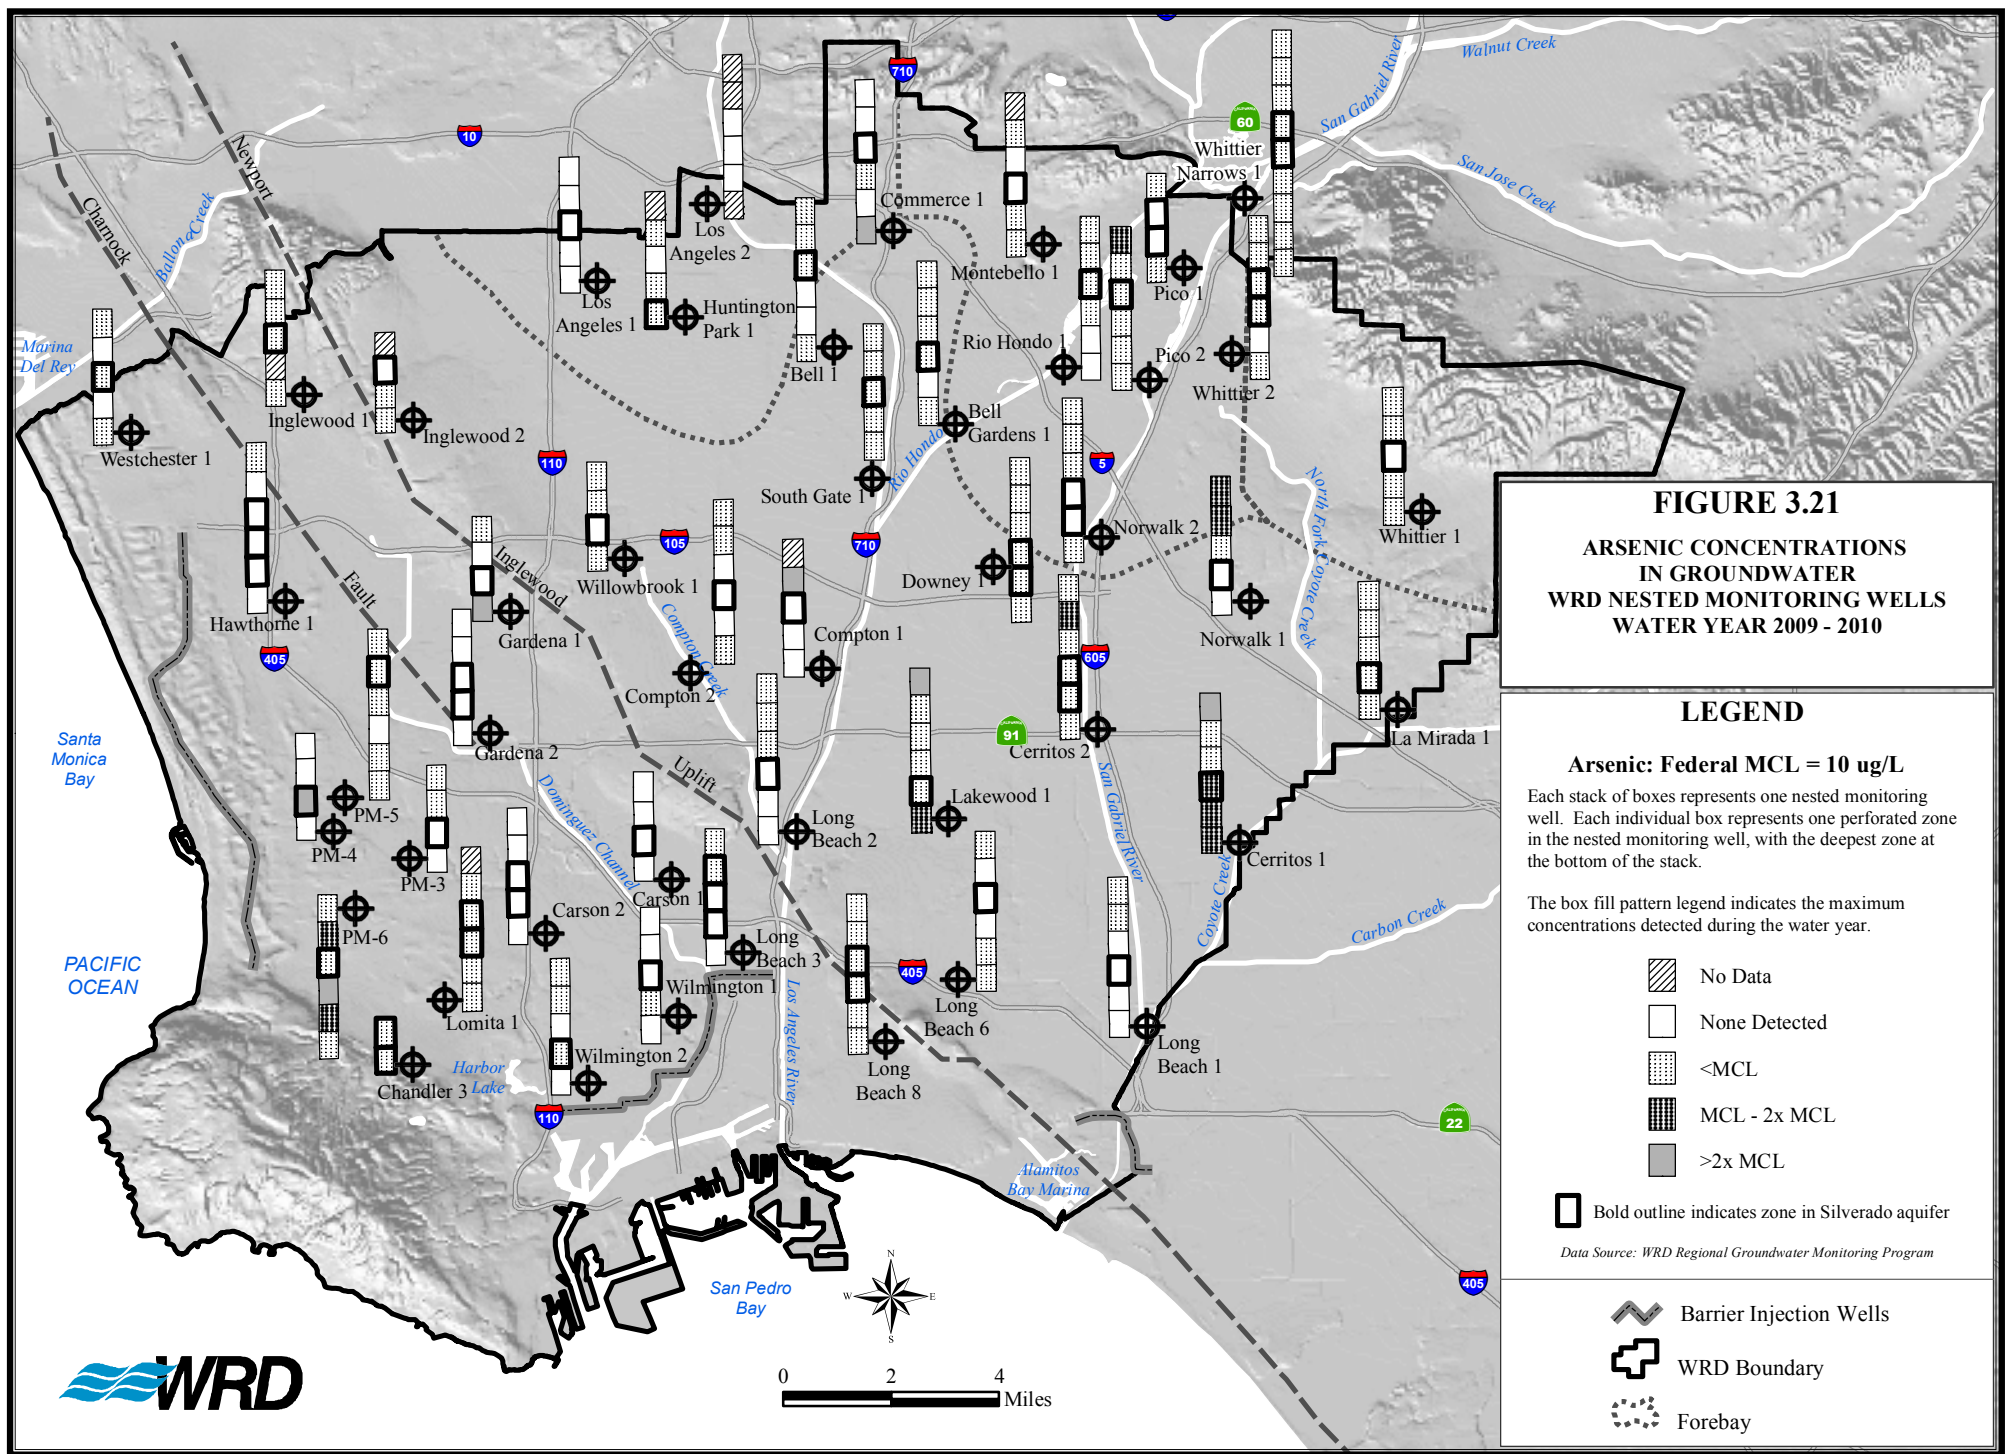 FIGURE 3.21
ARSENIC CONCENTRATIONS
IN GROUNDWATER
WRD NESTED MONITORING WELLS
WATER YEAR 2009 - 2010
LEGEND
Arsenic: Federal MCL = 10 ug/L
Each stack of boxes represents one nested monitoring
well.  Each individual box represents one perforated zone
in the nested monitoring well, with the deepest zone at
the bottom of the stack.
The box fill pattern legend indicates the maximum
concentrations detected during the water year.
No Data
None Detected
<MCL
MCL - 2x MCL
>2x MCL
Bold outline indicates zone in Silverado aquifer
Data Source: WRD Regional Groundwater Monitoring Program
Barrier Injection Wells
WRD Boundary
Forebay
Walnut Creek
San Gabriel River
San Jose Creek
710
60
10
Whittier
Narrows 1
Newport
Charnock
Ballona Creek
Commerce 1
Los
Angeles 2
Montebello 1
Pico 1
Los
Angeles 1
Huntington
Park 1
Marina
Del Rey
Bell 1
Rio Hondo 1
Pico 2
Whittier 2
Inglewood 1
Inglewood 2
Westchester 1
Bell
Gardens 1
110
5
Rio Hondo
South Gate 1
North Fork Coyote Creek
Whittier 1
Norwalk 2
105
710
Inglewood
Willowbrook 1
Downey 1
Fault
Hawthorne 1
Gardena 1
Compton Creek
Compton 1
Norwalk 1
405
605
Compton 2
La Mirada 1
Santa
Monica
Bay
Gardena 2
91
Cerritos 2
Uplift
Dominguez Channel
San Gabriel River
Lakewood 1
PM-5
PM-4
Long
Beach 2
Cerritos 1
PM-3
Carson 1
Carson 2
Coyote Creek
Carbon Creek
PM-6
Long
Beach 3
PACIFIC
OCEAN
405
Wilmington 1
Los Angeles River
Lomita 1
Long
Beach 6
Wilmington 2
Long
Beach 1
Harbor
Lake
Chandler 3
Long
Beach 8
110
22
Alamitos
Bay Marina
San Pedro
Bay
405
N
W
E
S
0 2 4
Miles
WRD